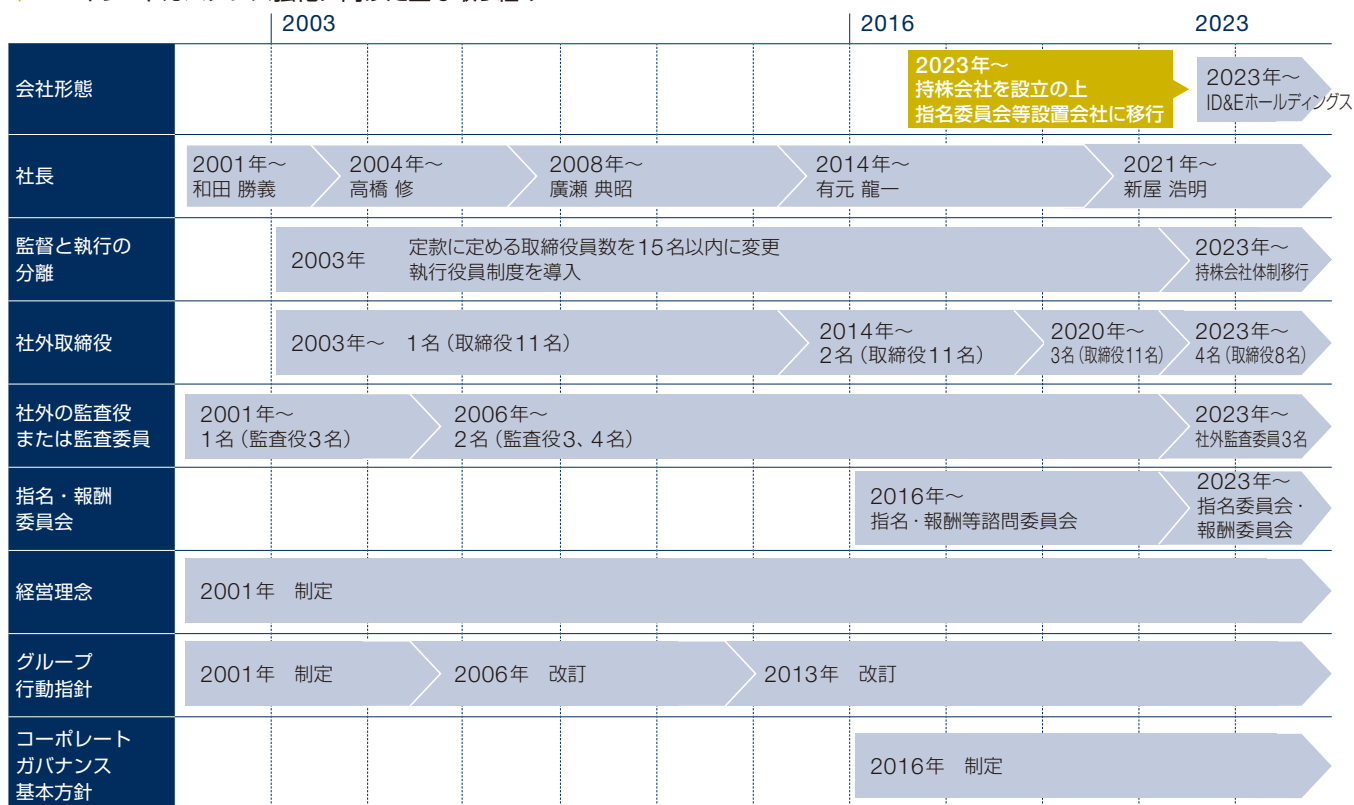 2003
2016
2023
会社形態
2023年～
持株会社を設立の上
指名委員会等設置会社に移行
2023年～
ID&Eホールディングス
社長
2001年～
和田 勝義
2004年～
高橋 修
2008年～
廣瀬 典昭
2014年～
有元 龍一
2021年～
新屋 浩明
監督と執行の
分離
2003年
定款に定める取締役員数を15名以内に変更
執行役員制度を導入
2023年～
持株会社体制移行
社外取締役
2003年～ 1名（取締役11名）
2014年～
2名（取締役11名）
2020年～
3名（取締役11名）
2023年～
4名（取締役8名）
社外の監査役
または監査委員
2001年～
1名（監査役3名）
2006年～
2名（監査役3、4名）
2023年～
社外監査委員3名
指名・報酬
委員会
2016年～
指名・報酬等諮問委員会
2023年～
指名委員会・
報酬委員会
経営理念
2001年 制定
グループ
行動指針
2001年 制定
2006年 改訂
2013年 改訂
コーポレート
ガバナンス
基本方針
2016年 制定